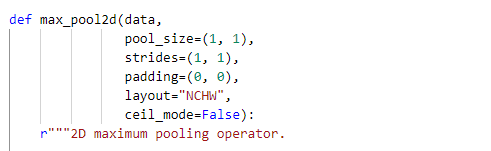 def max_pool2d(data,
               pool_size=(1, 1),
               strides=(1, 1),
               padding=(0, 0),
               layout="NCHW",
               ceil_mode=False):
    r"""2D maximum pooling operator.